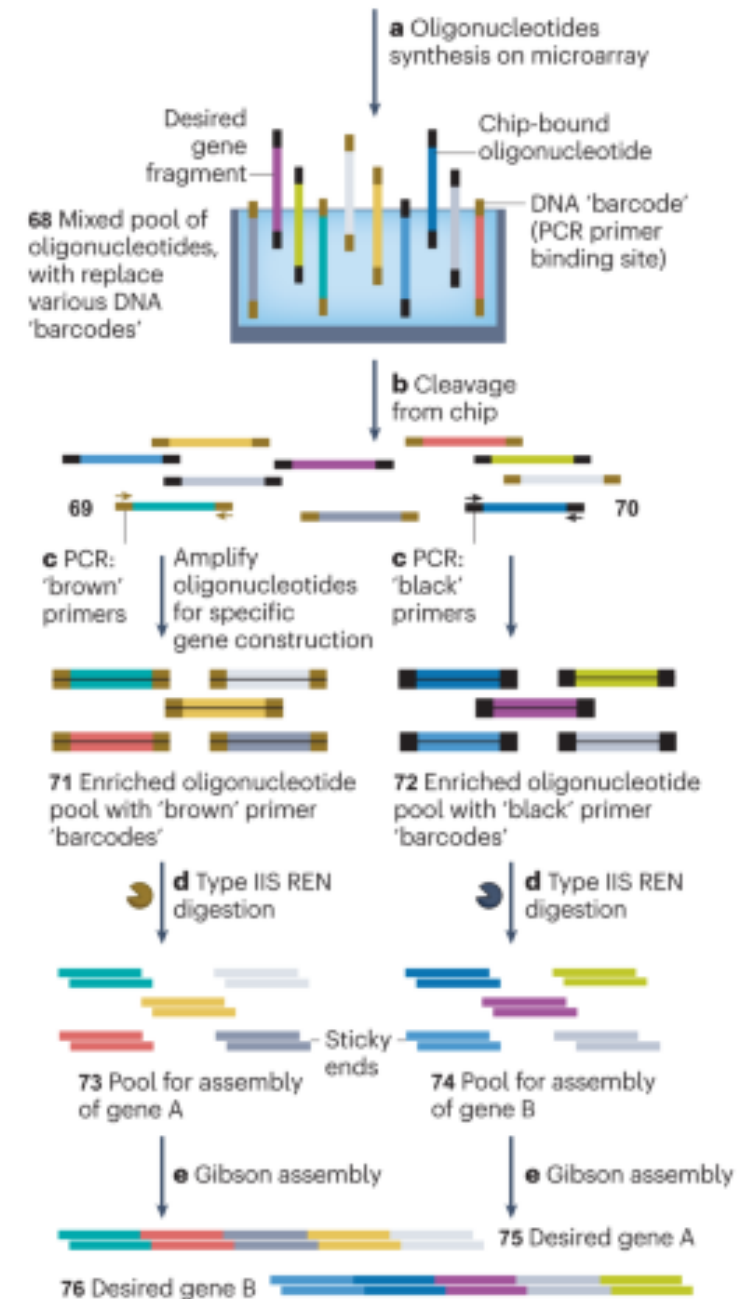 a Oligonucleotides
synthesis on microarray
Desired
gene
fragment
Chip-bound
oligonucleotide
DNA 'barcode'
(PCR primer
binding site)
68 Mixed pool of
oligonucleotides,
with replace
various DNA
'barcodes'
b Cleavage
from chip
69
70
c PCR:
'brown'
primers
Amplify
oligonucleotides
for specific
gene construction
c PCR:
'black'
primers
71 Enriched oligonucleotide
pool with 'brown' primer
'barcodes'
72 Enriched oligonucleotide
pool with 'black' primer
'barcodes'
d Type IIS REN
digestion
d Type IIS REN
digestion
Sticky
ends
73 Pool for assembly
of gene A
74 Pool for assembly
of gene B
e Gibson assembly
e Gibson assembly
75 Desired gene A
76 Desired gene B